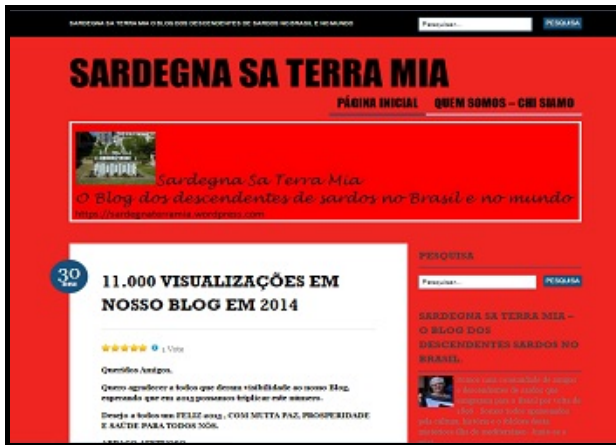 SARDEGNA SA TERRA MIA O BLOG DOS DESCENDENTES DE SARDOS NO BRASIL E NO MUNDO
Pesquisar...
PESQUISA
SARDEGNA SA TERRA MIA
PÁGINA INICIAL QUEM SOMOS – CHI SIAMO
Sardegna Sa Terra Mia
O Blog dos descendentes de sardos no Brasil e no mundo
https://sardegnaterramia.wordpress.com
30
11.000 VISUALIZAÇÕES EM
NOSSO BLOG EM 2014
1 Vote
Queridos Amigos,
Quero agradecer a todos que deram visibilidade ao nosso Blog,
esperando que em 2015 possamos triplicar este número.
Desejo a todos um FELIZ 2015, COM MUITA PAZ, PROSPERIDADE
E SAÚDE PARA TODOS NÓS.
PESQUISA
Pesquisar...
PESQUISA
SARDEGNA SA TERRA MIA –
O BLOG DOS
DESCENDENTES SARDOS NO
BRASIL.